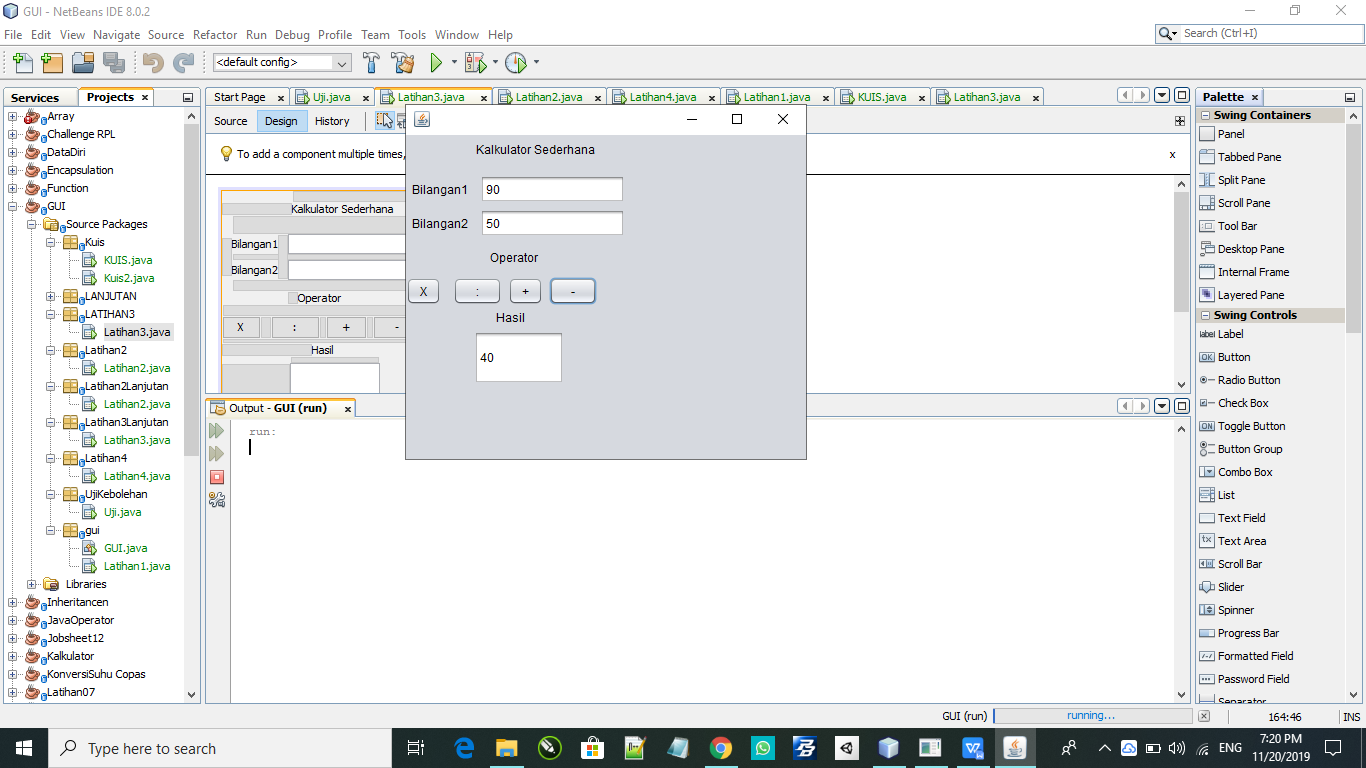 GUI - NetBeans IDE 8.0.2
File Edit View Navigate Source Refactor Run Debug Profile Team Tools Window Help
Search (Ctrl+I)
<default config>
Services
Projects x
Array
Challenge RPL
DataDiri
Encapsulation
Function
GUI
Source Packages
Kuis
KUIS.java
Kuis2.java
LANJUTAN
LATIHAN3
Latihan3.java
Latihan2
Latihan2.java
Latihan2Lanjutan
Latihan2.java
Latihan3Lanjutan
Latihan3.java
Latihan4
Latihan4.java
UjiKebolehan
Uji.java
gui
GUI.java
Latihan1.java
Libraries
Inheritancen
JavaOperator
Jobsheet12
Kalkulator
KonversiSuhu Copas
Latihan07
Start Page x Uji.java x Latihan3.java x Latihan2.java x Latihan4.java x Latihan1.java x KUIS.java x Latihan3.java x
Source Design History
To add a component multiple times,
x
Kalkulator Sederhana
Bilangan1
Bilangan2
Operator
X : + -
Hasil
Kalkulator Sederhana
Bilangan1 90
Bilangan2 50
Operator
X : + -
Hasil
40
Output - GUI (run) x
run:
Palette x
Swing Containers
Panel
Tabbed Pane
Split Pane
Scroll Pane
Tool Bar
Desktop Pane
Internal Frame
Layered Pane
Swing Controls
label Label
OK Button
Radio Button
Check Box
ON Toggle Button
Button Group
Combo Box
List
Text Field
tx Text Area
Scroll Bar
Slider
Spinner
Progress Bar
Formatted Field
Password Field
Separator
GUI (run) running... 164:46 INS
Type here to search
ENG
7:20 PM
11/20/2019